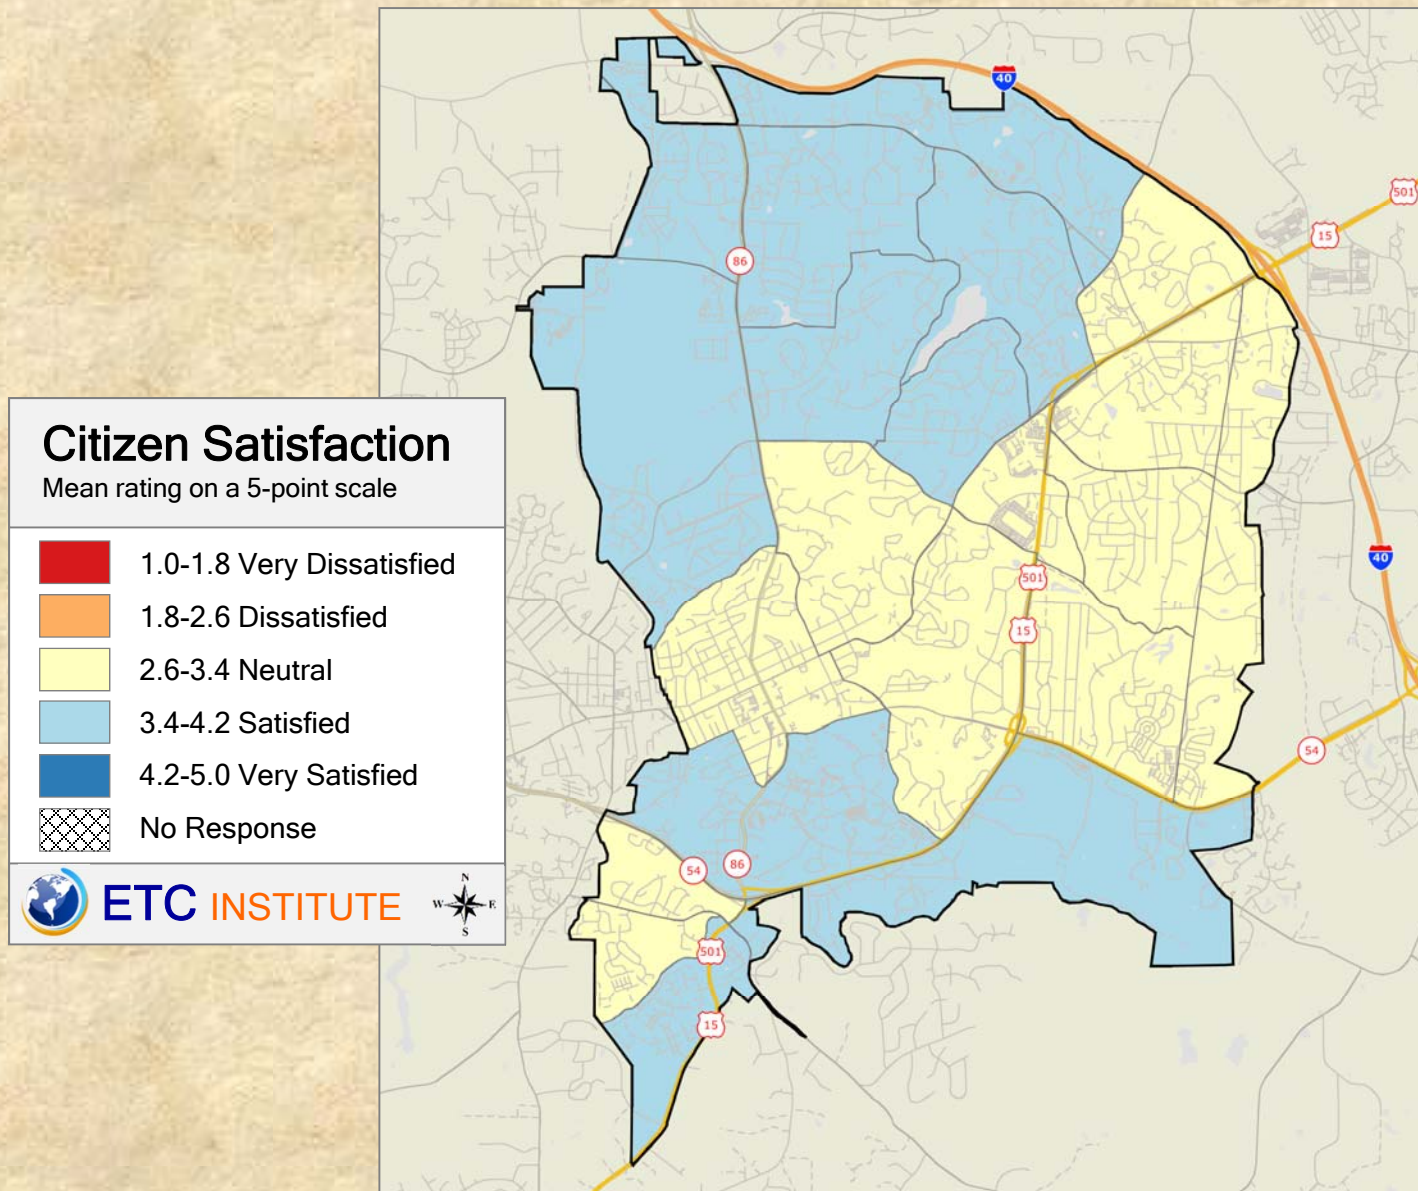 Citizen Satisfaction
Mean rating on a 5-point scale
1.0-1.8 Very Dissatisfied
1.8-2.6 Dissatisfied
2.6-3.4 Neutral
3.4-4.2 Satisfied
4.2-5.0 Very Satisfied
No Response
ETC INSTITUTE
N
W E
S
40
501
15
86
40
501
15
54
54
86
501
15